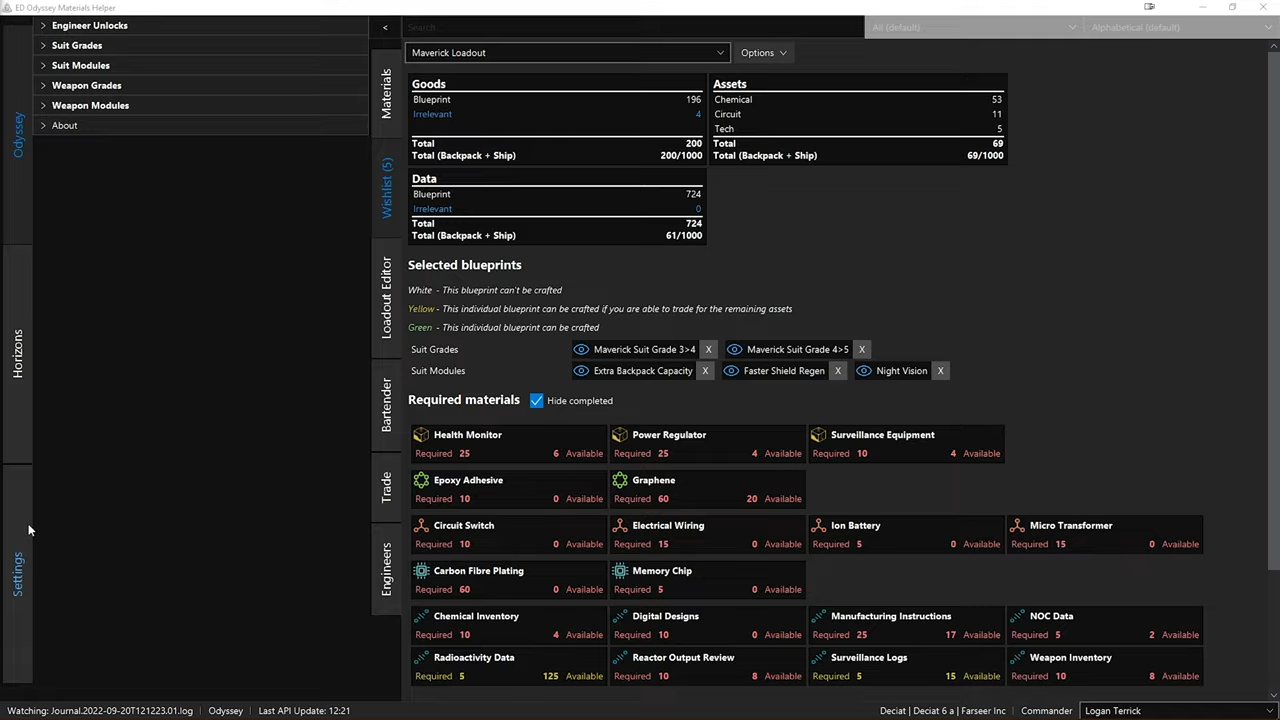 ED Odyssey Materials Helper
Odyssey
Horizons
Settings
Engineer Unlocks
Suit Grades
Suit Modules
Weapon Grades
Weapon Modules
About
<
Search
All (default)
Alphabetical (default)
Materials
Wishlist (5)
Loadout Editor
Bartender
Trade
Engineers
Maverick Loadout
Options
Goods
Blueprint 196
Irrelevant 4
Total 200
Total (Backpack + Ship) 200/1000
Assets
Chemical 53
Circuit 11
Tech 5
Total 69
Total (Backpack + Ship) 69/1000
Data
Blueprint 724
Irrelevant 0
Total 724
Total (Backpack + Ship) 61/1000
Selected blueprints
White - This blueprint can't be crafted
Yellow - This individual blueprint can be crafted if you are able to trade for the remaining assets
Green - This individual blueprint can be crafted
Suit Grades Maverick Suit Grade 3>4 X Maverick Suit Grade 4>5 X
Suit Modules Extra Backpack Capacity X Faster Shield Regen X Night Vision X
Required materials Hide completed
Health Monitor Power Regulator Surveillance Equipment
Required 25 6 Available Required 25 4 Available Required 10 4 Available
Epoxy Adhesive Graphene
Required 10 0 Available Required 60 20 Available
Circuit Switch Electrical Wiring Ion Battery Micro Transformer
Required 10 0 Available Required 15 0 Available Required 5 0 Available Required 15 0 Available
Carbon Fibre Plating Memory Chip
Required 60 0 Available Required 5 0 Available
Chemical Inventory Digital Designs Manufacturing Instructions NOC Data
Required 10 4 Available Required 10 0 Available Required 25 17 Available Required 5 2 Available
Radioactivity Data Reactor Output Review Surveillance Logs Weapon Inventory
Required 5 125 Available Required 10 8 Available Required 5 15 Available Required 10 8 Available
Watching: Journal.2022-09-20T121223.01.log Odyssey Last API Update: 12:21 Deciat | Deciat 6 a | Farseer Inc Commander Logan Terrick